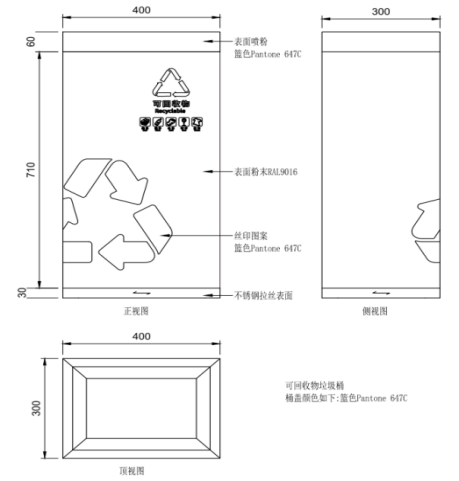 400
300
60
表面喷粉
蓝色Pantone 647C
可回收物
Recyclable
710
表面粉末RAL9016
丝印图案
蓝色Pantone 647C
30
不锈钢拉丝表面
正视图
侧视图
400
300
可回收物垃圾桶
桶盖颜色如下:蓝色Pantone 647C
顶视图